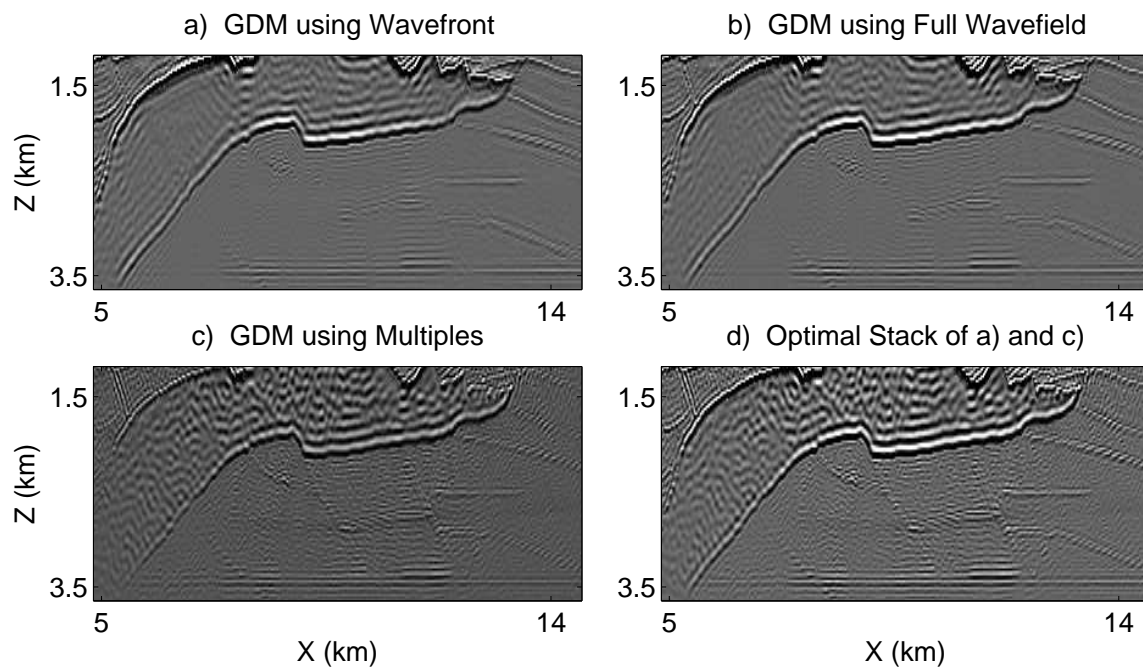 a) GDM using Wavefront
b) GDM using Full Wavefield
1.5
Z (km)
3.5
5
14
1.5
3.5
5
14
c) GDM using Multiples
d) Optimal Stack of a) and c)
1.5
Z (km)
3.5
5
14
X (km)
1.5
3.5
5
14
X (km)